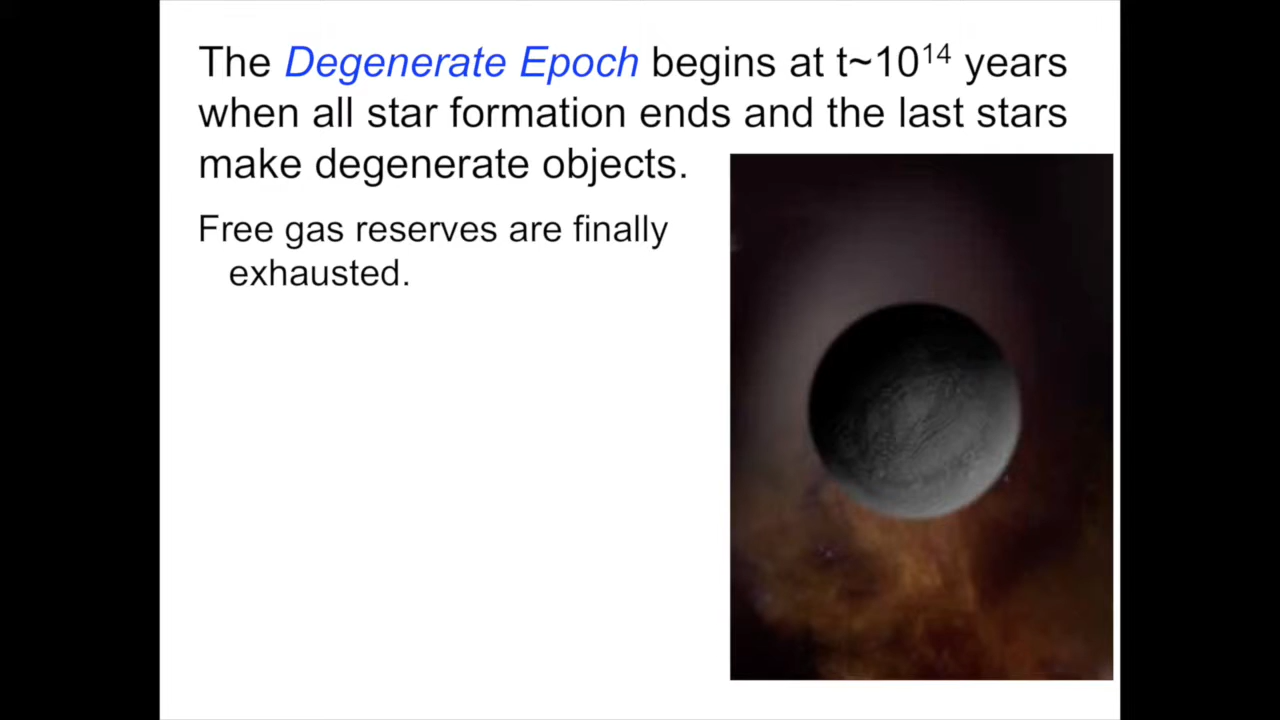 The Degenerate Epoch begins at t~10¹⁴ years
when all star formation ends and the last stars
make degenerate objects.
Free gas reserves are finally
exhausted.